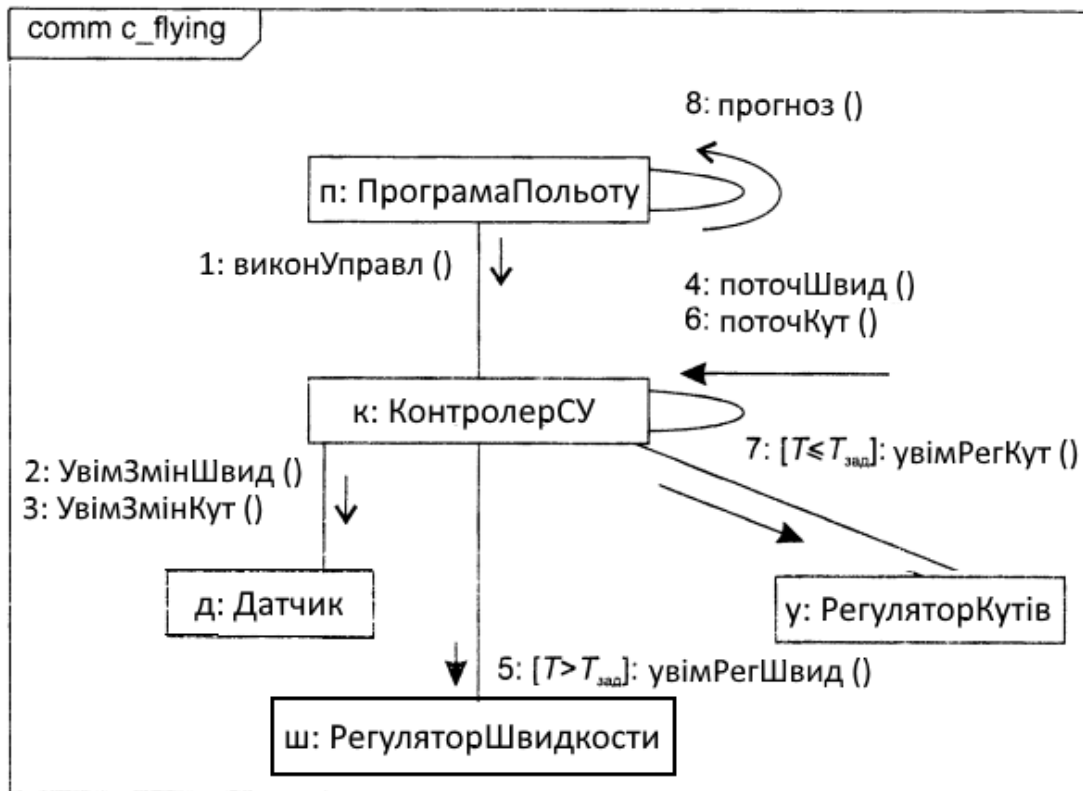 comm c_flying
8: прогноз ()
п: ПрограмаПольоту
1: виконУправл ()
4: поточШвид ()
6: поточКут ()
к: КонтролерСУ
7: [T⩽Tзад]: увімРегКут ()
2: УвімЗмінШвид ()
3: УвімЗмінКут ()
д: Датчик
у: РегуляторКутів
5: [T>Tзад]: увімРегШвид ()
ш: РегуляторШвидкости